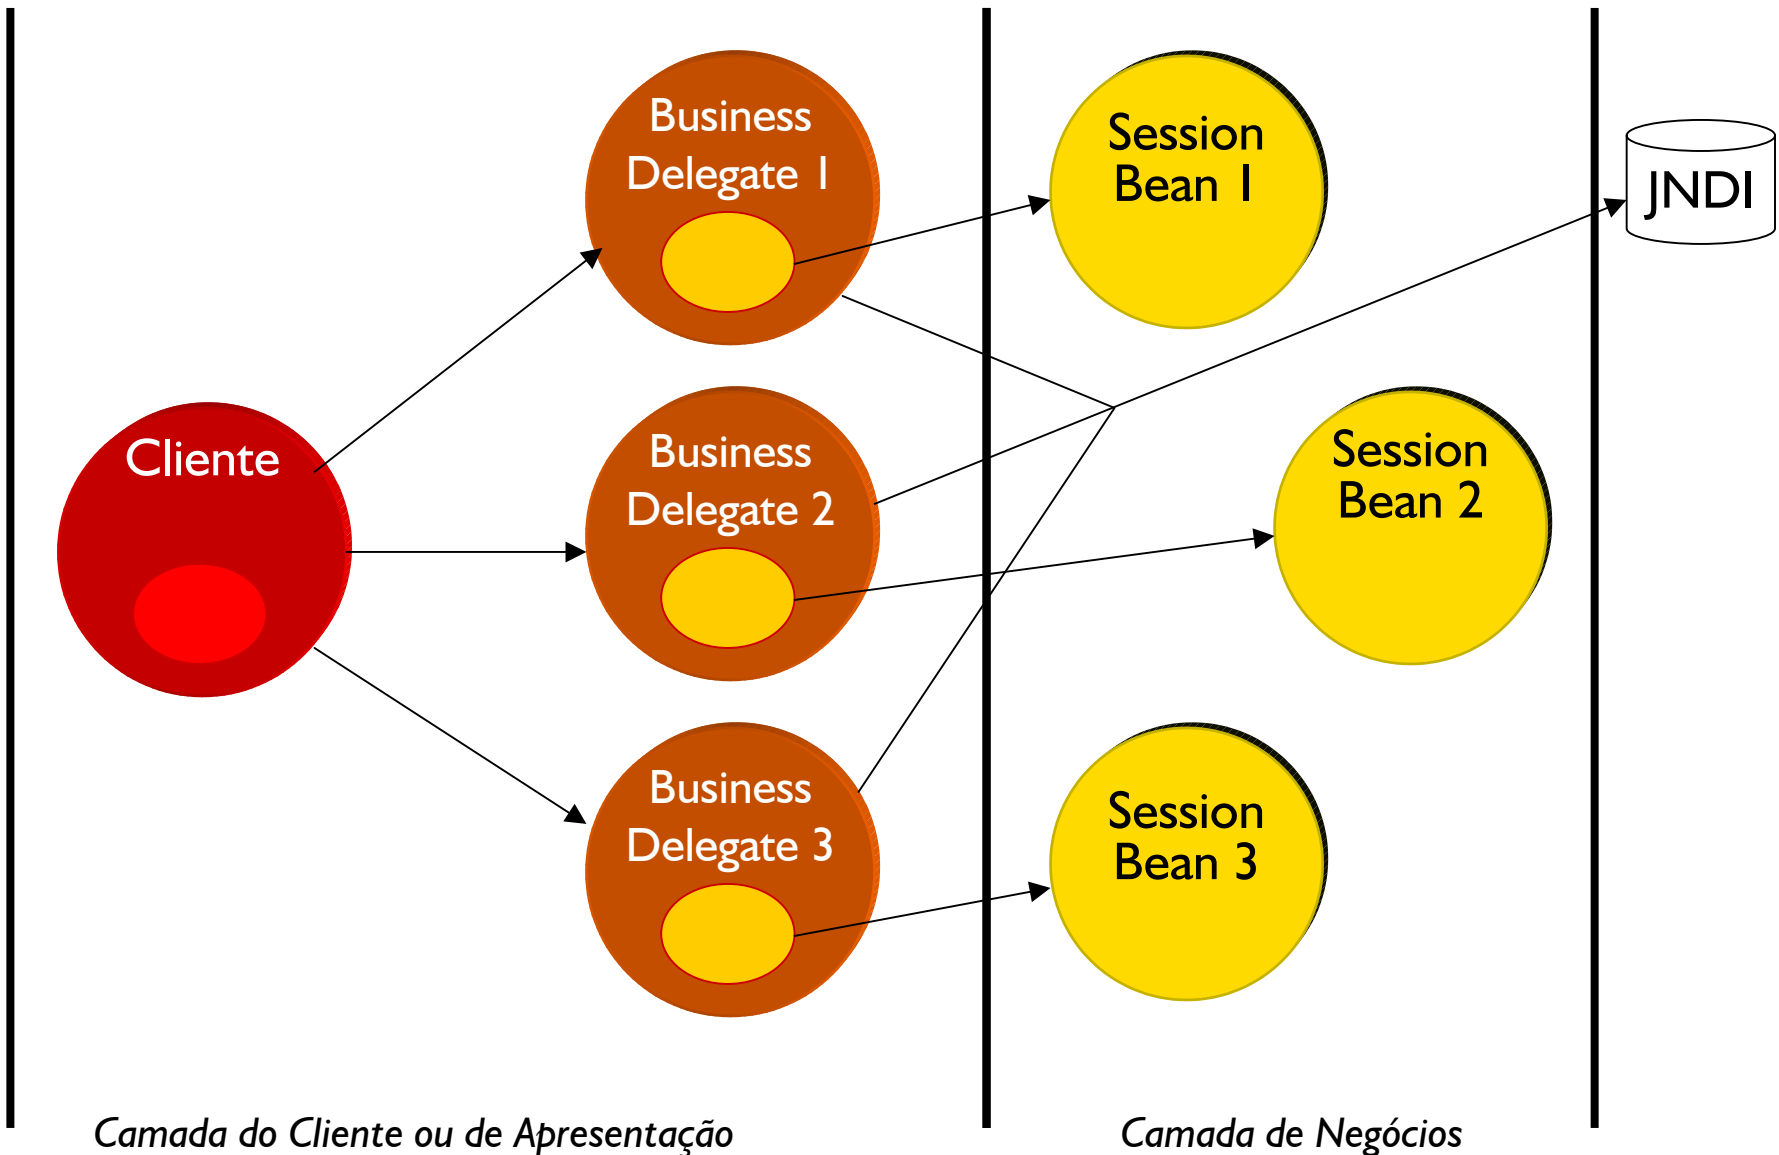 Business
Delegate 1
Session
Bean 1
JNDI
Cliente
Business
Delegate 2
Session
Bean 2
Business
Delegate 3
Session
Bean 3
Camada do Cliente ou de Apresentação
Camada de Negócios